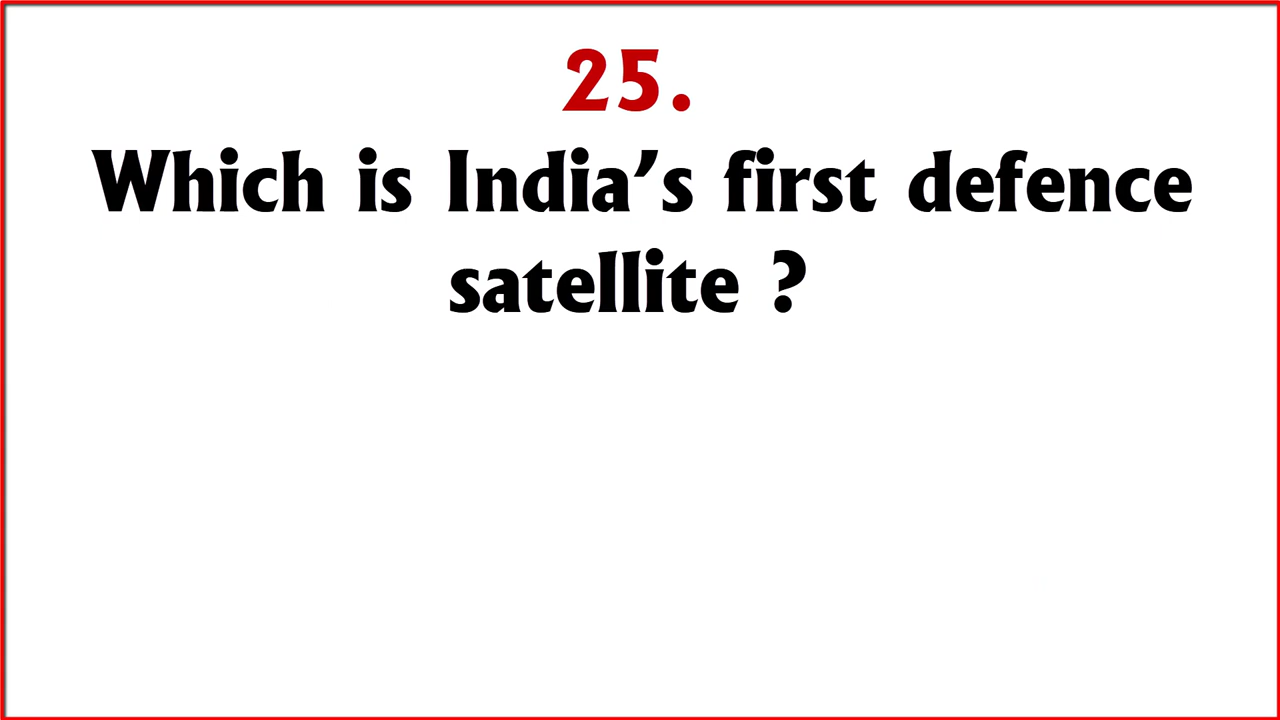 25.
Which is India’s first defence
satellite ?